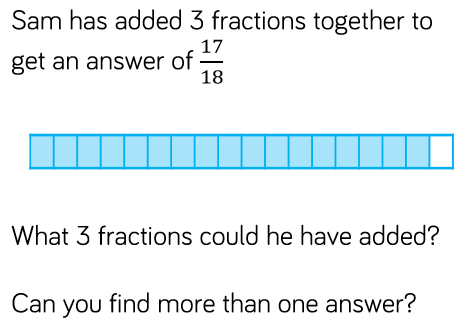 Sam has added 3 fractions together to
get an answer of 17/18
What 3 fractions could he have added?
Can you find more than one answer?